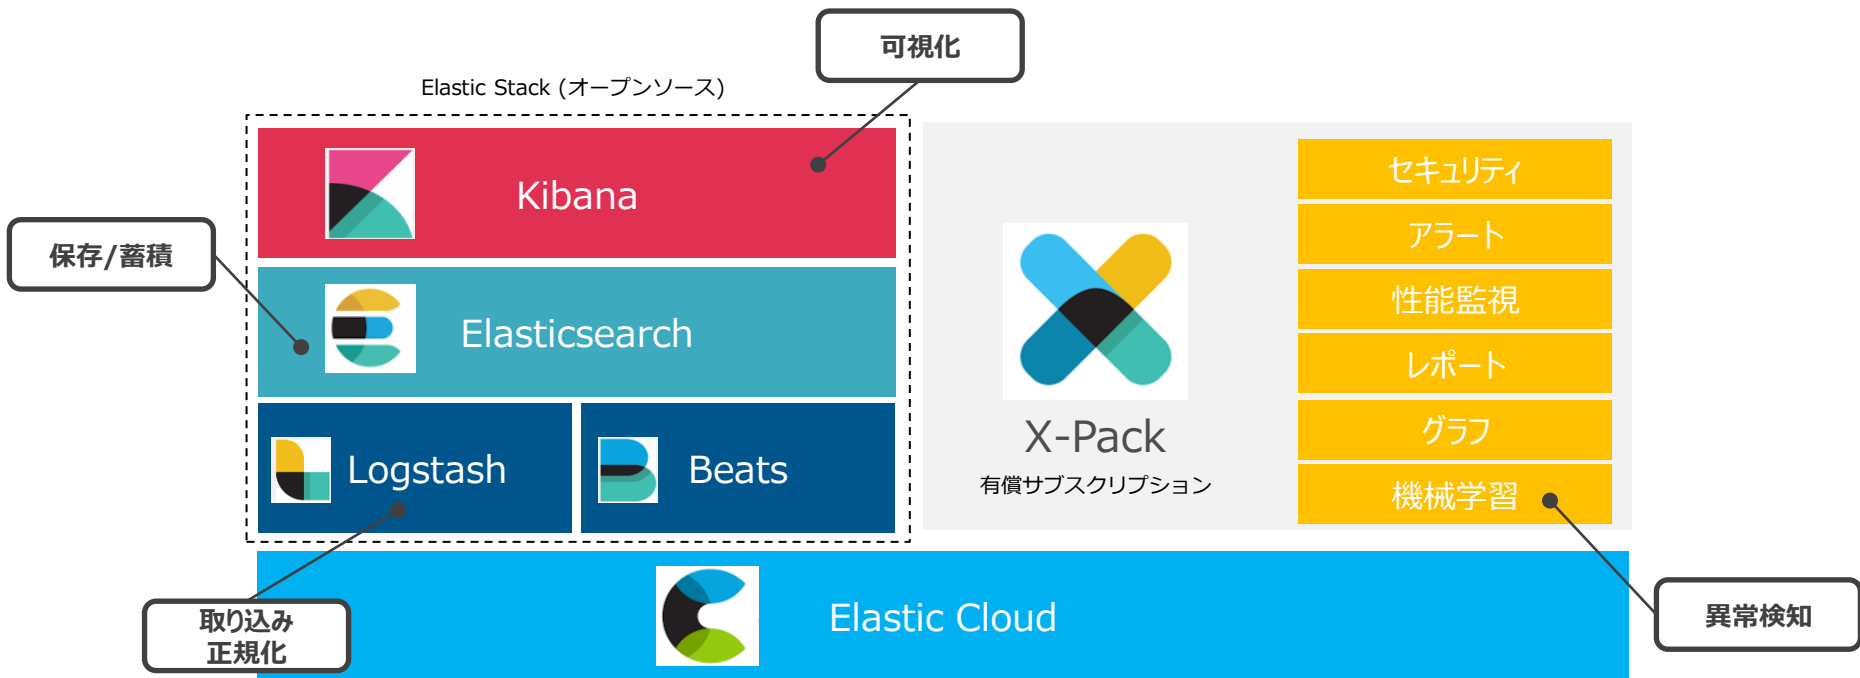 可視化
Elastic Stack (オープンソース)
Kibana
保存/蓄積
Elasticsearch
Logstash
Beats
取り込み
正規化
X-Pack
有償サブスクリプション
セキュリティ
アラート
性能監視
レポート
グラフ
機械学習
異常検知
Elastic Cloud